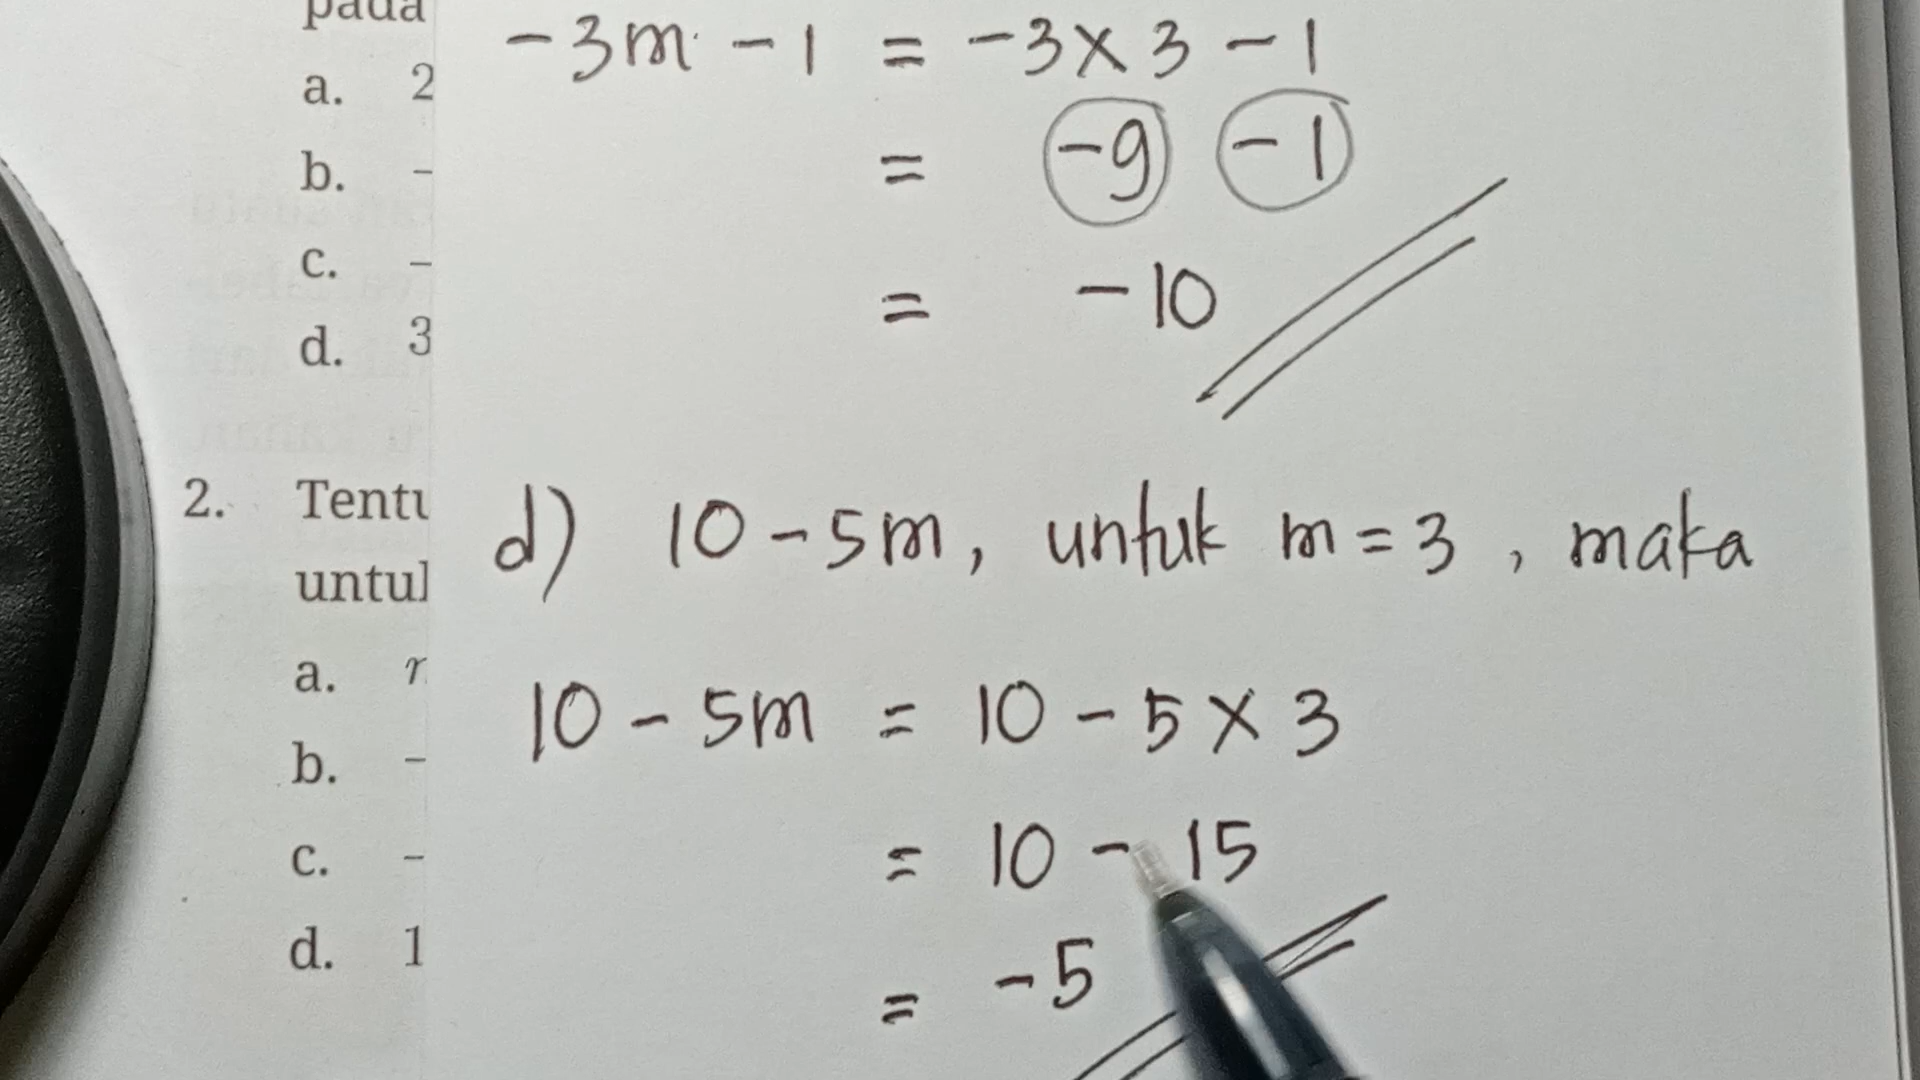 pada
a. 2
b. -
c. -
d. 3
2. Tentu
untuk
a.
b. -
c. -
d. 1
-3m - 1 = -3 × 3 - 1
= -9 -1
= -10
d) 10 - 5m, untuk m = 3, maka
10 - 5m = 10 - 5 × 3
= 10 - 15
= -5